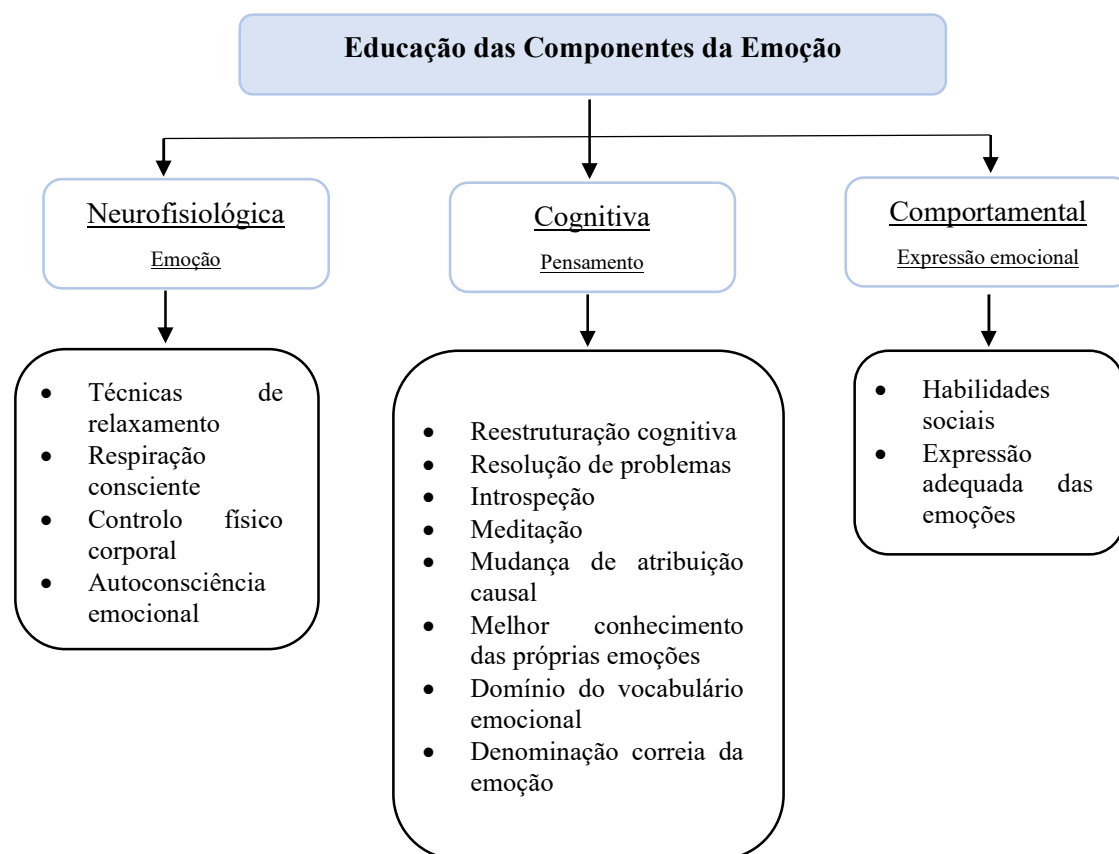 Educação das Componentes da Emoção
Neurofisiológica
Emoção
Cognitiva
Pensamento
Comportamental
Expressão emocional
• Técnicas de
relaxamento
• Respiração
consciente
• Controlo físico
corporal
• Autoconsciência
emocional
• Reestruturação cognitiva
• Resolução de problemas
• Introspeção
• Meditação
• Mudança de atribuição
causal
• Melhor conhecimento
das próprias emoções
• Domínio do vocabulário
emocional
• Denominação correia da
emoção
• Habilidades
sociais
• Expressão
adequada das
emoções